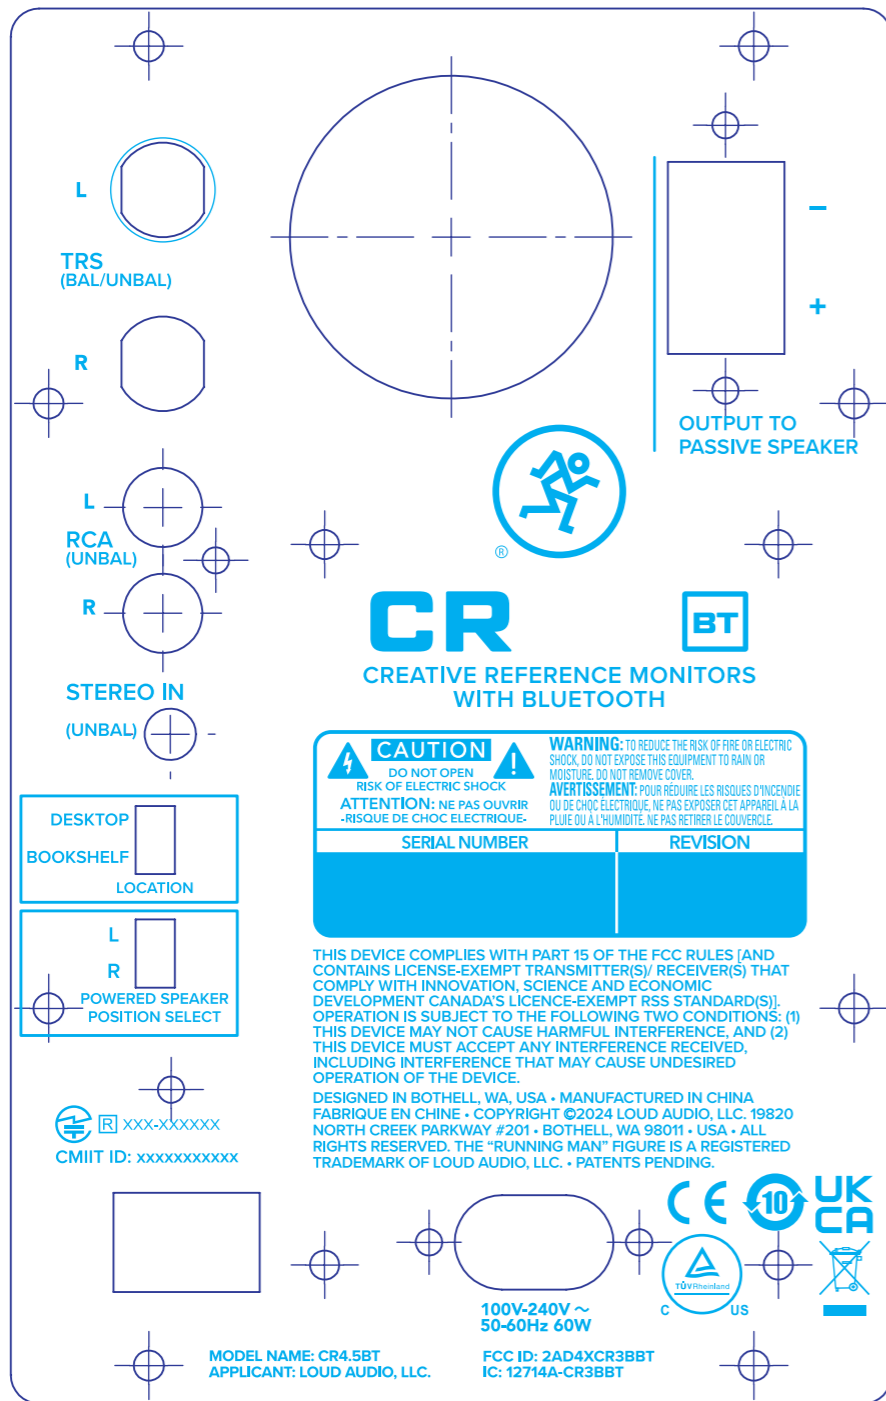 L
TRS
(BAL/UNBAL)
R
-
+
OUTPUT TO
PASSIVE SPEAKER
L
RCA
(UNBAL)
R
®
CR
BT
CREATIVE REFERENCE MONITORS
WITH BLUETOOTH
STEREO IN
(UNBAL)
CAUTION
DO NOT OPEN
RISK OF ELECTRIC SHOCK
ATTENTION: NE PAS OUVRIR
-RISQUE DE CHOC ELECTRIQUE-
WARNING: TO REDUCE THE RISK OF FIRE OR ELECTRIC
SHOCK, DO NOT EXPOSE THIS EQUIPMENT TO RAIN OR
MOISTURE. DO NOT REMOVE COVER.
AVERTISSEMENT: POUR RÉDUIRE LES RISQUES D'INCENDIE
OU DE CHOC ÉLECTRIQUE, NE PAS EXPOSER CET APPAREIL À LA
PLUIE OU À L'HUMIDITÉ. NE PAS RETIRER LE COUVERCLE.
SERIAL NUMBER
REVISION
DESKTOP
BOOKSHELF
LOCATION
L
R
POWERED SPEAKER
POSITION SELECT
THIS DEVICE COMPLIES WITH PART 15 OF THE FCC RULES [AND
CONTAINS LICENSE-EXEMPT TRANSMITTER(S)/ RECEIVER(S) THAT
COMPLY WITH INNOVATION, SCIENCE AND ECONOMIC
DEVELOPMENT CANADA'S LICENCE-EXEMPT RSS STANDARD(S)].
OPERATION IS SUBJECT TO THE FOLLOWING TWO CONDITIONS: (1)
THIS DEVICE MAY NOT CAUSE HARMFUL INTERFERENCE, AND (2)
THIS DEVICE MUST ACCEPT ANY INTERFERENCE RECEIVED,
INCLUDING INTERFERENCE THAT MAY CAUSE UNDESIRED
OPERATION OF THE DEVICE.
DESIGNED IN BOTHELL, WA, USA • MANUFACTURED IN CHINA
FABRIQUE EN CHINE • COPYRIGHT ©2024 LOUD AUDIO, LLC. 19820
NORTH CREEK PARKWAY #201 • BOTHELL, WA 98011 • USA • ALL
RIGHTS RESERVED. THE “RUNNING MAN” FIGURE IS A REGISTERED
TRADEMARK OF LOUD AUDIO, LLC. • PATENTS PENDING.
R XXX-XXXXXX
CMIIT ID: xxxxxxxxxxx
CE
10
UK
CA
TÜVRheinland
C US
100V-240V ~
50-60Hz 60W
MODEL NAME: CR4.5BT
APPLICANT: LOUD AUDIO, LLC.
FCC ID: 2AD4XCR3BBT
IC: 12714A-CR3BBT